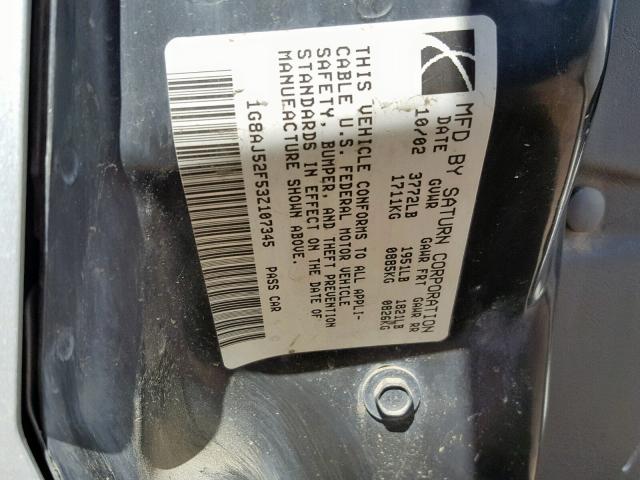 MFD BY SATURN CORPORATION
DATE GVWR GAWR FRT GAWR RR
10/02 3772LB 1951LB 1821LB
1711KG 0885KG 0826KG
THIS VEHICLE CONFORMS TO ALL APPLI-
CABLE U.S. FEDERAL MOTOR VEHICLE
SAFETY, BUMPER, AND THEFT PREVENTION
STANDARDS IN EFFECT ON THE DATE OF
MANUFACTURE SHOWN ABOVE.
1G8AJ52F53Z107345 PASS CAR